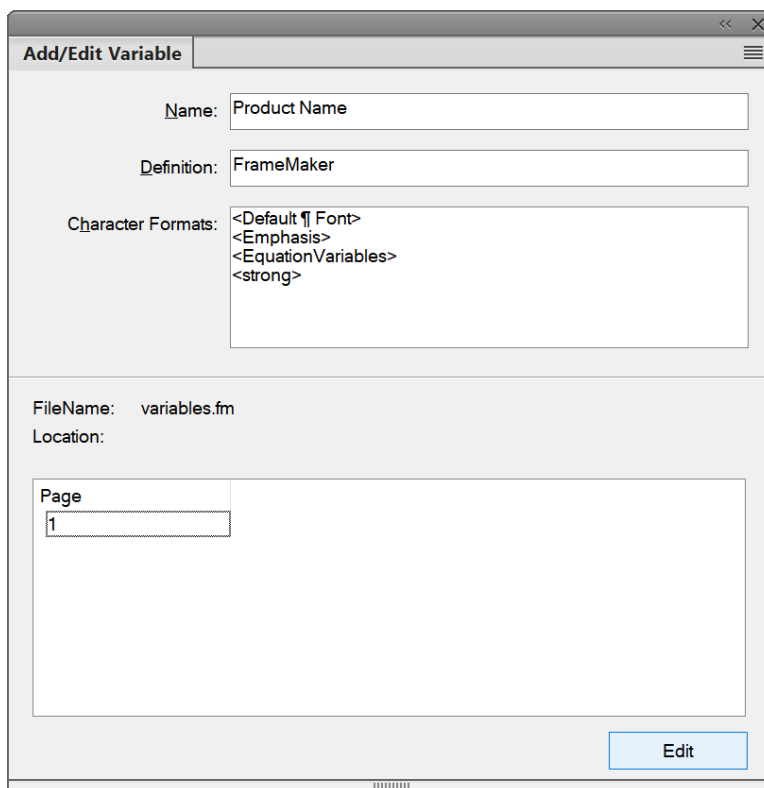 Add/Edit Variable
Name: Product Name
Definition: FrameMaker
Character Formats: <Default ¶ Font>
<Emphasis>
<EquationVariables>
<strong>
FileName: variables.fm
Location:
Page
1
Edit